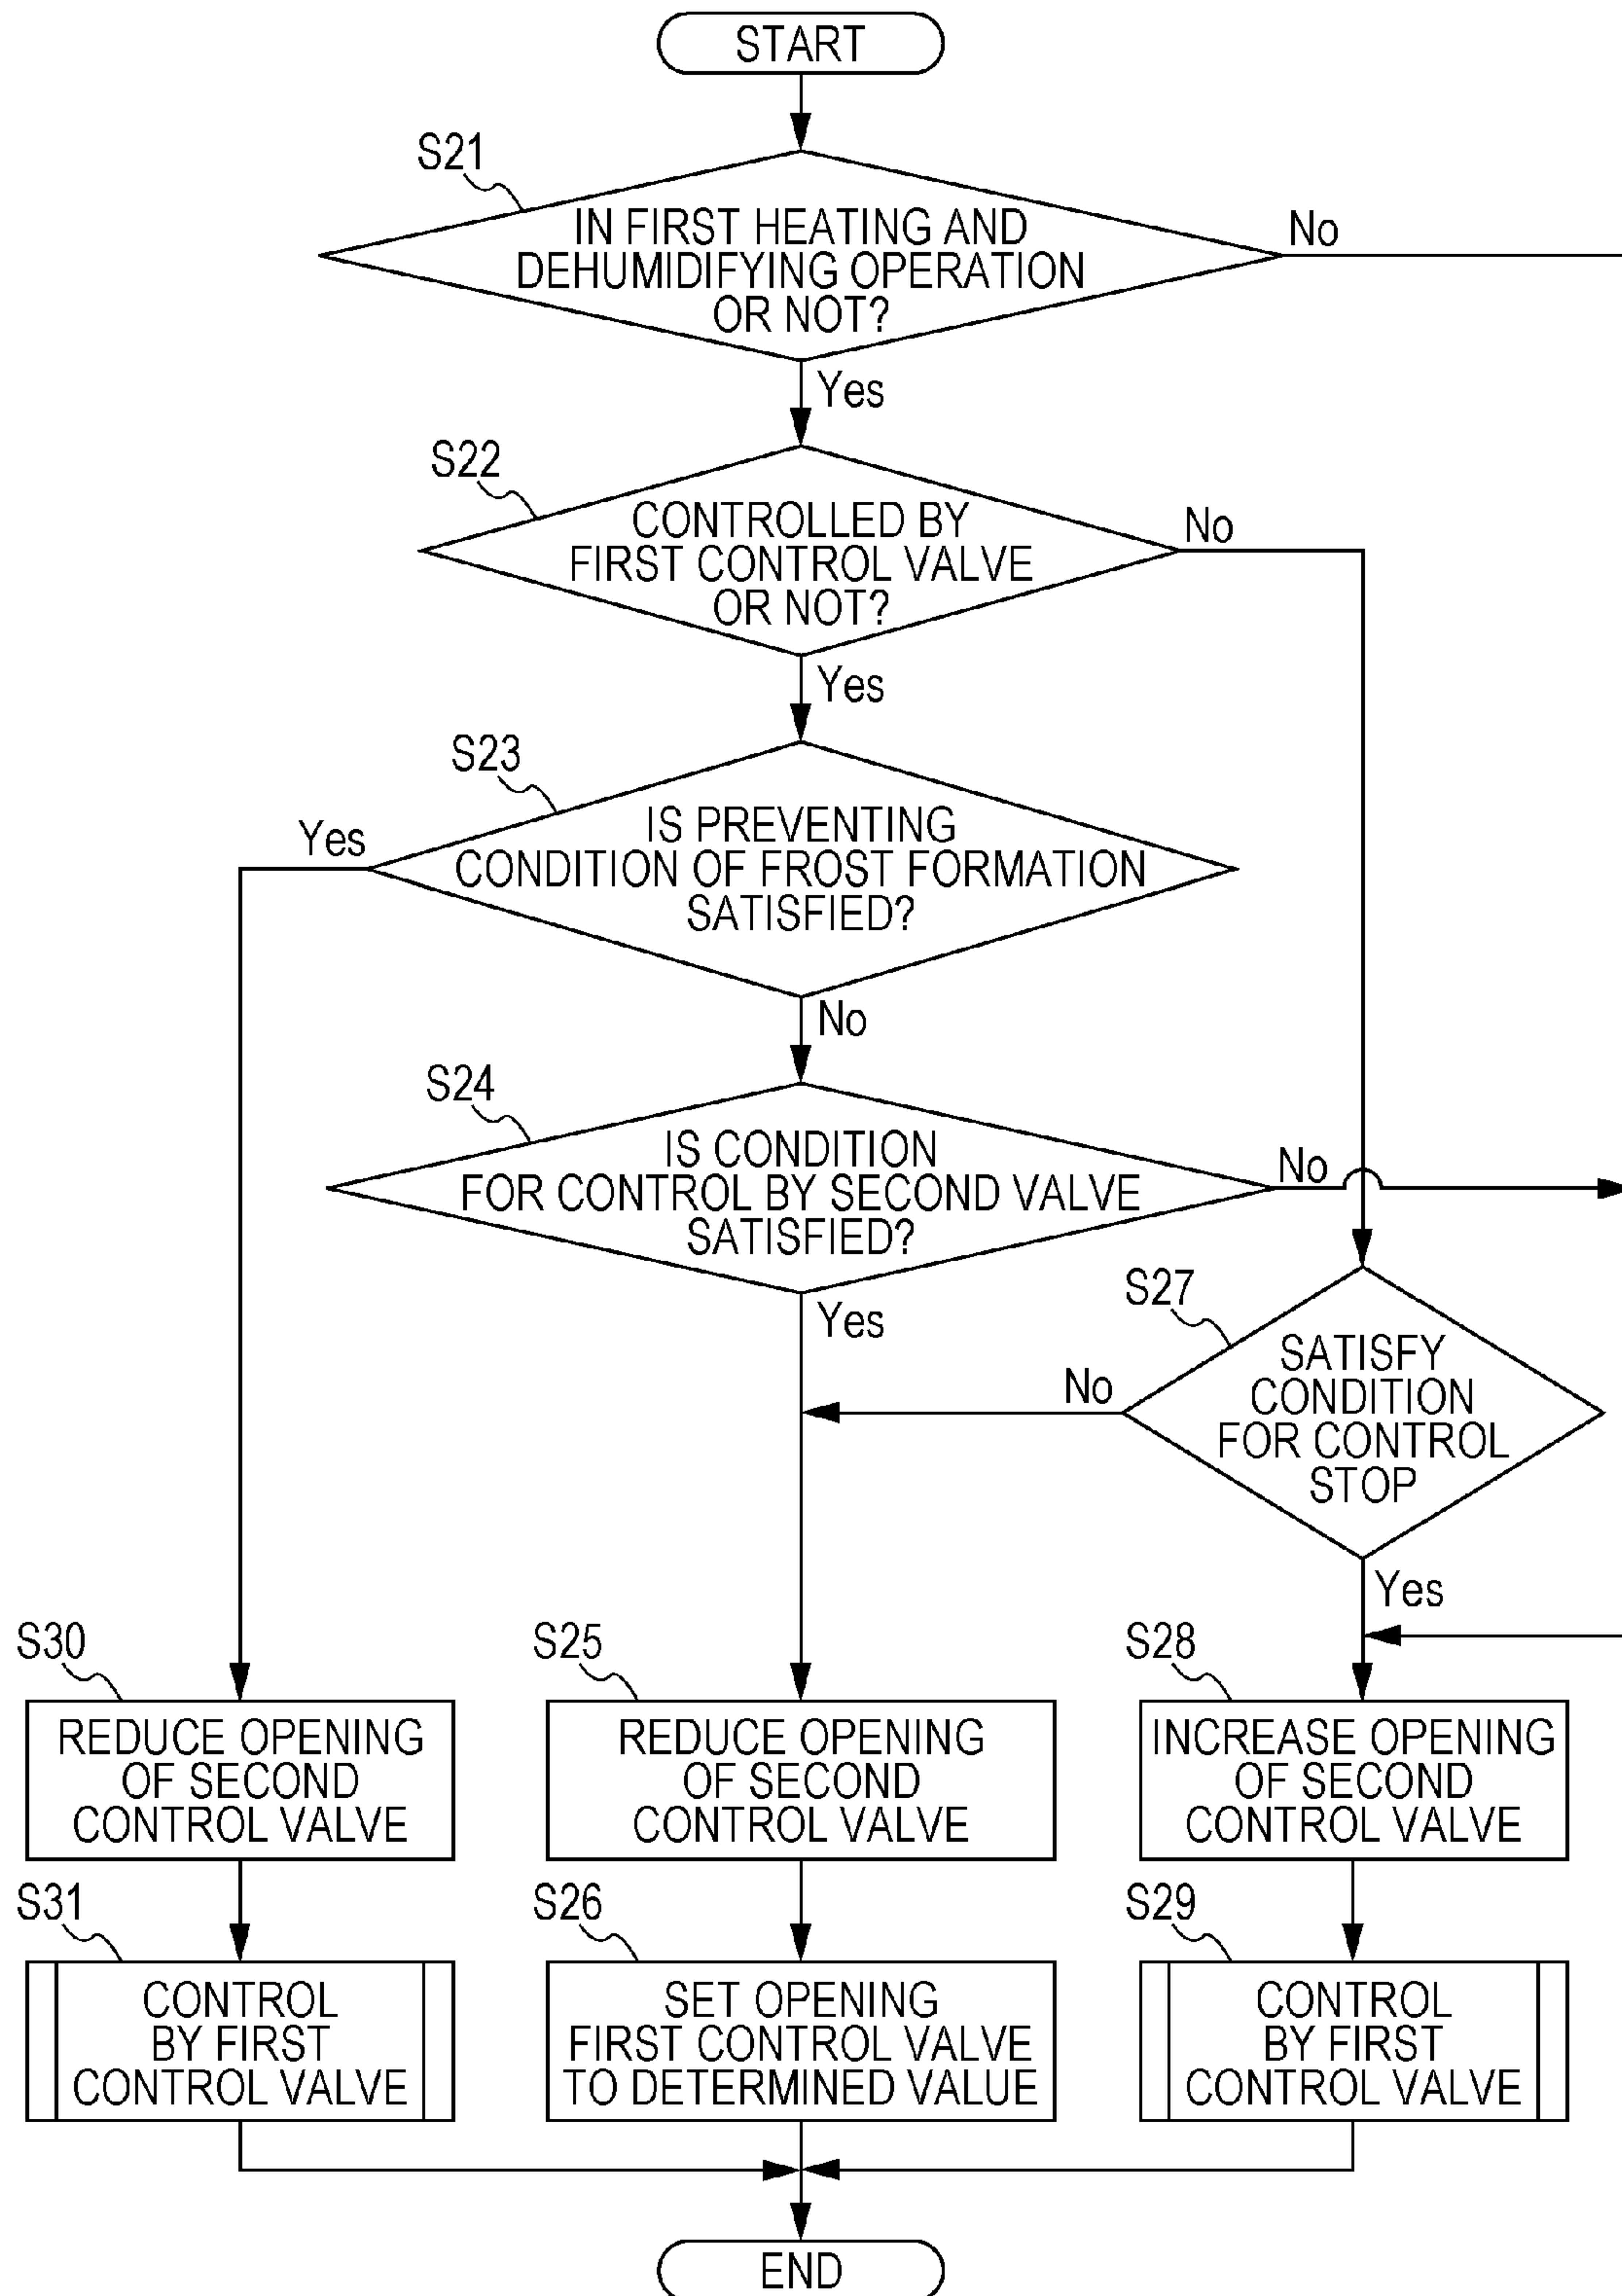 START
S21
IN FIRST HEATING AND
DEHUMIDIFYING OPERATION
OR NOT?
No
Yes
S22
CONTROLLED BY
FIRST CONTROL VALVE
OR NOT?
No
Yes
S23
IS PREVENTING
CONDITION OF FROST FORMATION
SATISFIED?
Yes
No
S24
IS CONDITION
FOR CONTROL BY SECOND VALVE
SATISFIED?
No
Yes
S27
SATISFY
CONDITION
FOR CONTROL
STOP
No
Yes
S30
REDUCE OPENING
OF SECOND
CONTROL VALVE
S25
REDUCE OPENING
OF SECOND
CONTROL VALVE
S28
INCREASE OPENING
OF SECOND
CONTROL VALVE
S31
CONTROL
BY FIRST
CONTROL VALVE
S26
SET OPENING
FIRST CONTROL VALVE
TO DETERMINED VALUE
S29
CONTROL
BY FIRST
CONTROL VALVE
END